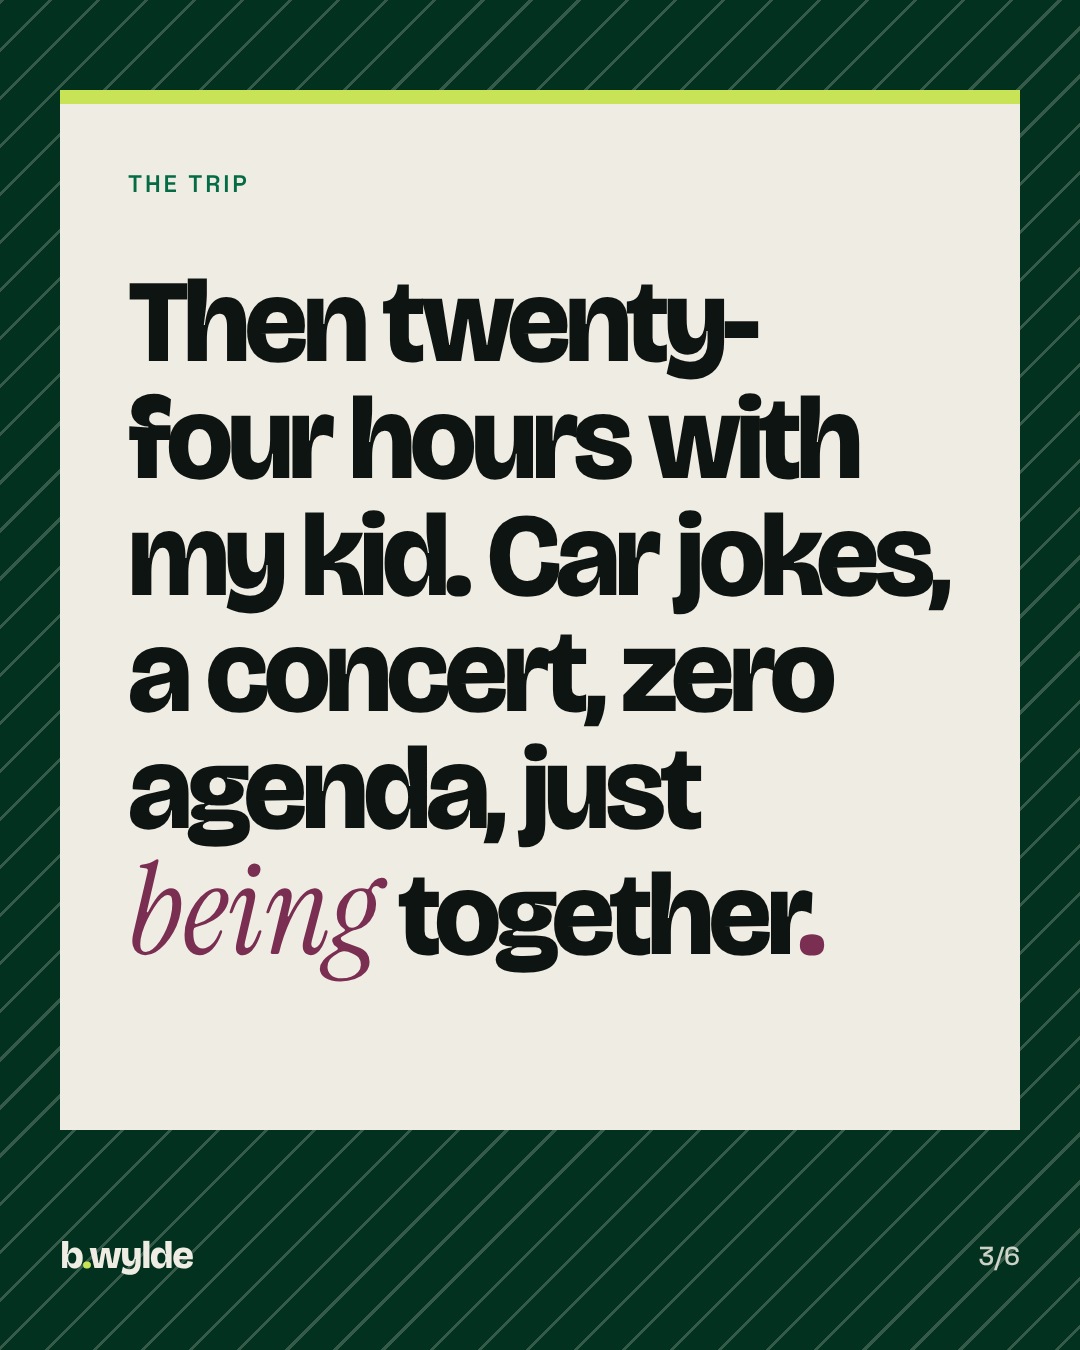 THE TRIP
Then twenty-
four hours with
my kid. Car jokes,
a concert, zero
agenda, just
being together.
b.wylde
3/6